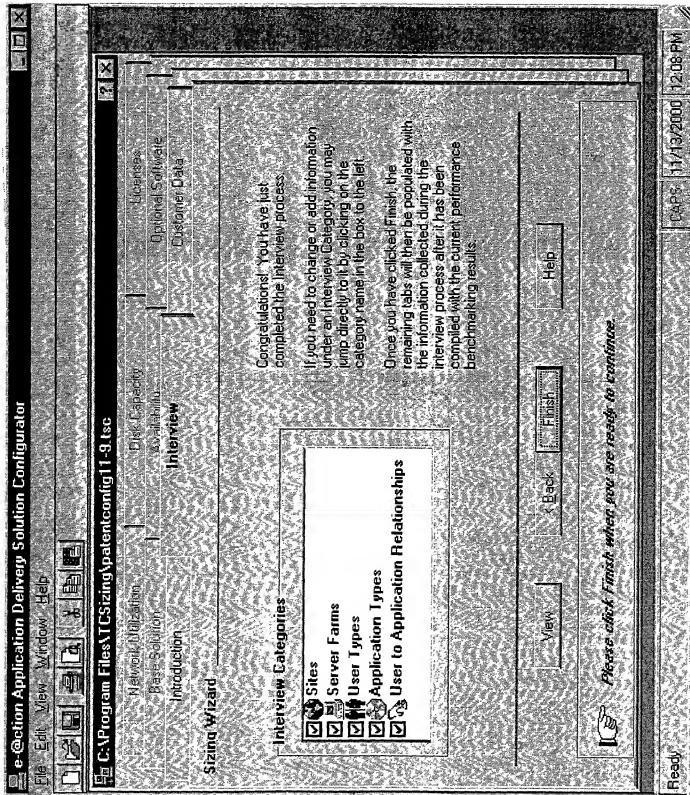 e-@ction Application Delivery Solution Configurator
File Edit View Window Help
C:\Program Files\TCSizing\patentconfig11-9.tsc
Network Utilization
Disk Capacity
Licenses
Base Solution
Availability
Optional Software
Introduction
Interview
Customer Data
Sizing Wizard
Interview Categories
Sites
Server Farms
User Types
Application Types
User to Application Relationships
Congratulations! You have just
completed the Interview process.
If you need to change or add information
under an Interview Category, you may
jump directly to it by clicking on the
category name in the box to the left.
Once you have clicked Finish, the
remaining tabs will then be populated with
the information collected during the
interview process after it has been
compiled with the current performance
benchmarking results.
View
< Back
Finish
Help
Please click Finish when you are ready to continue.
Ready
CAPS
11/13/2000
12:08 PM